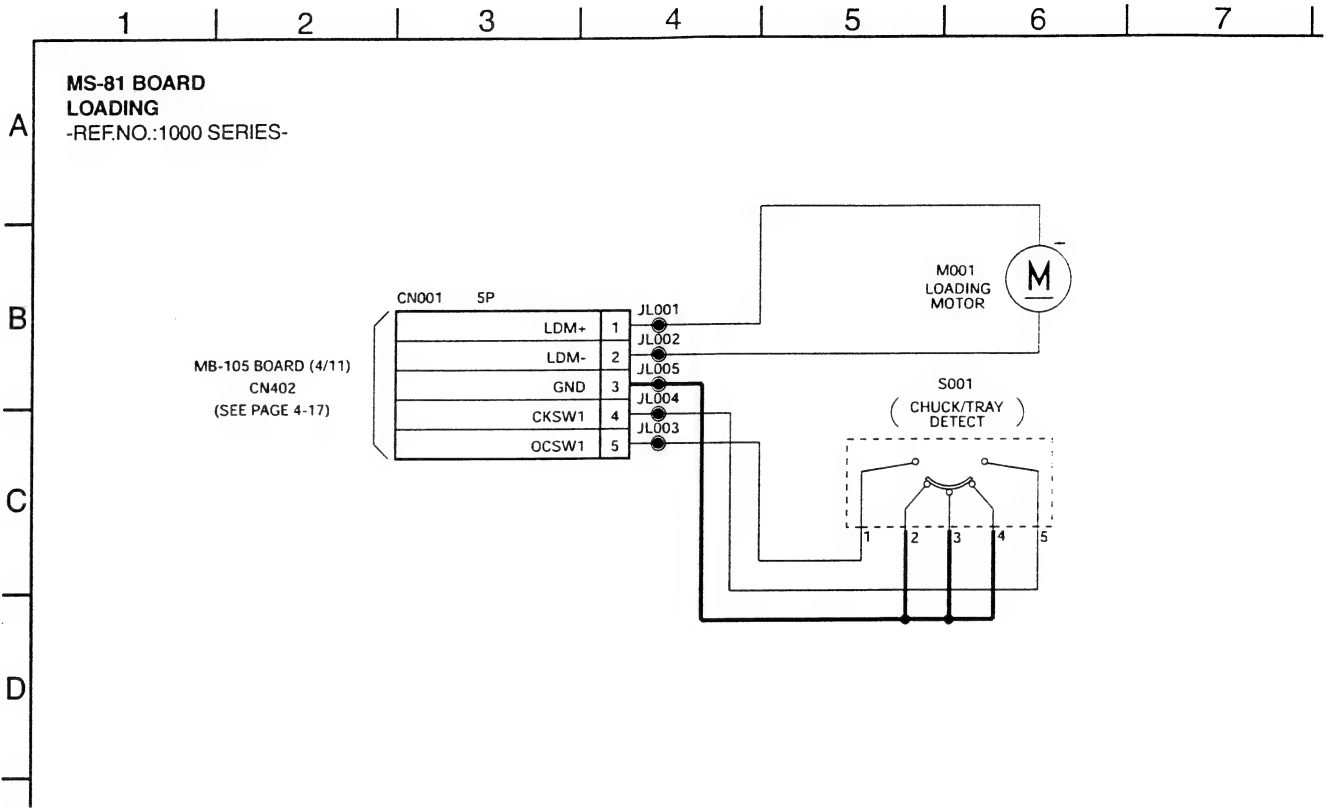 1 2 3 4 5 6 7
MS-81 BOARD
LOADING
-REF.NO.:1000 SERIES-
A
B
C
D
CN001 5P
LDM+ 1 JL001
LDM- 2 JL002
GND 3 JL005
CKSW1 4 JL004
OCSW1 5 JL003
MB-105 BOARD (4/11)
CN402
(SEE PAGE 4-17)
M001
LOADING
MOTOR
M
-
S001
( CHUCK/TRAY )
DETECT
1 2 3 4 5